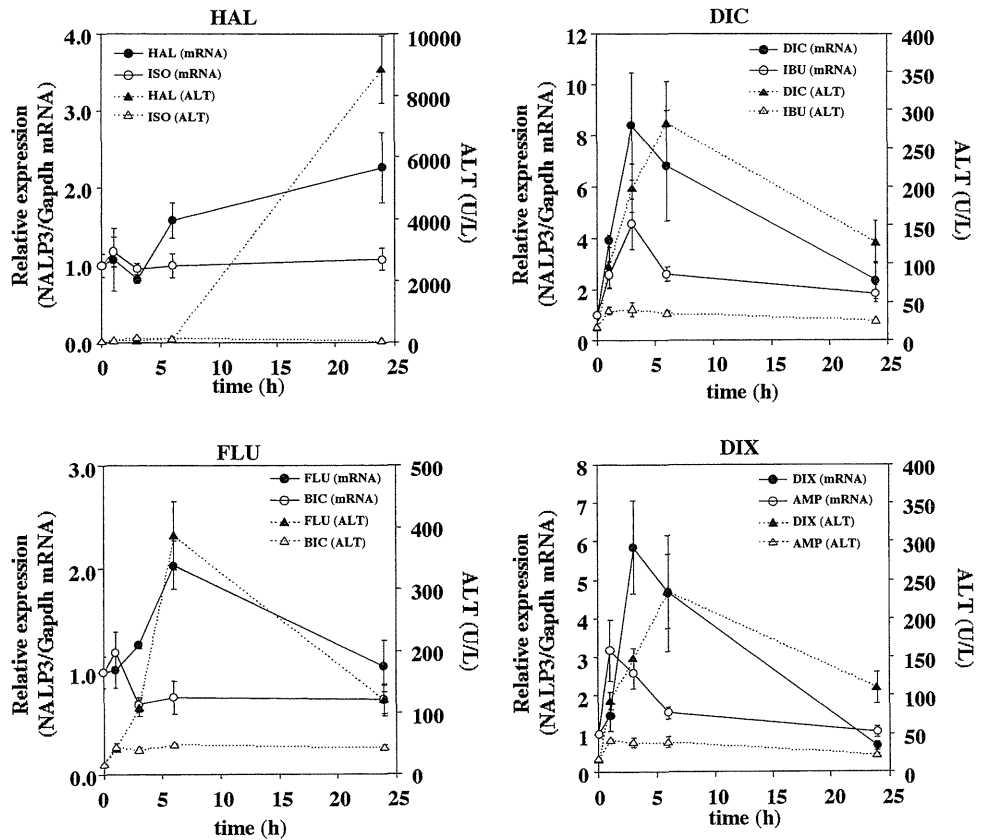 HAL
4.0
3.0
2.0
1.0
0.0
Relative expression
(NALP3/Gapdh mRNA)
HAL (mRNA)
ISO (mRNA)
HAL (ALT)
ISO (ALT)
10000
8000
6000
4000
2000
0
ALT (U/L)
0 5 10 15 20 25
time (h)
DIC
12
10
8
6
4
2
0
Relative expression
(NALP3/Gapdh mRNA)
DIC (mRNA)
IBU (mRNA)
DIC (ALT)
IBU (ALT)
400
350
300
250
200
150
100
50
0
ALT (U/L)
0 5 10 15 20 25
time (h)
FLU
3.0
2.0
1.0
0.0
Relative expression
(NALP3/Gapdh mRNA)
FLU (mRNA)
BIC (mRNA)
FLU (ALT)
BIC (ALT)
500
400
300
200
100
0
ALT (U/L)
0 5 10 15 20 25
time (h)
DIX
8
7
6
5
4
3
2
1
0
Relative expression
(NALP3/Gapdh mRNA)
DIX (mRNA)
AMP (mRNA)
DIX (ALT)
AMP (ALT)
400
350
300
250
200
150
100
50
0
ALT (U/L)
0 5 10 15 20 25
time (h)